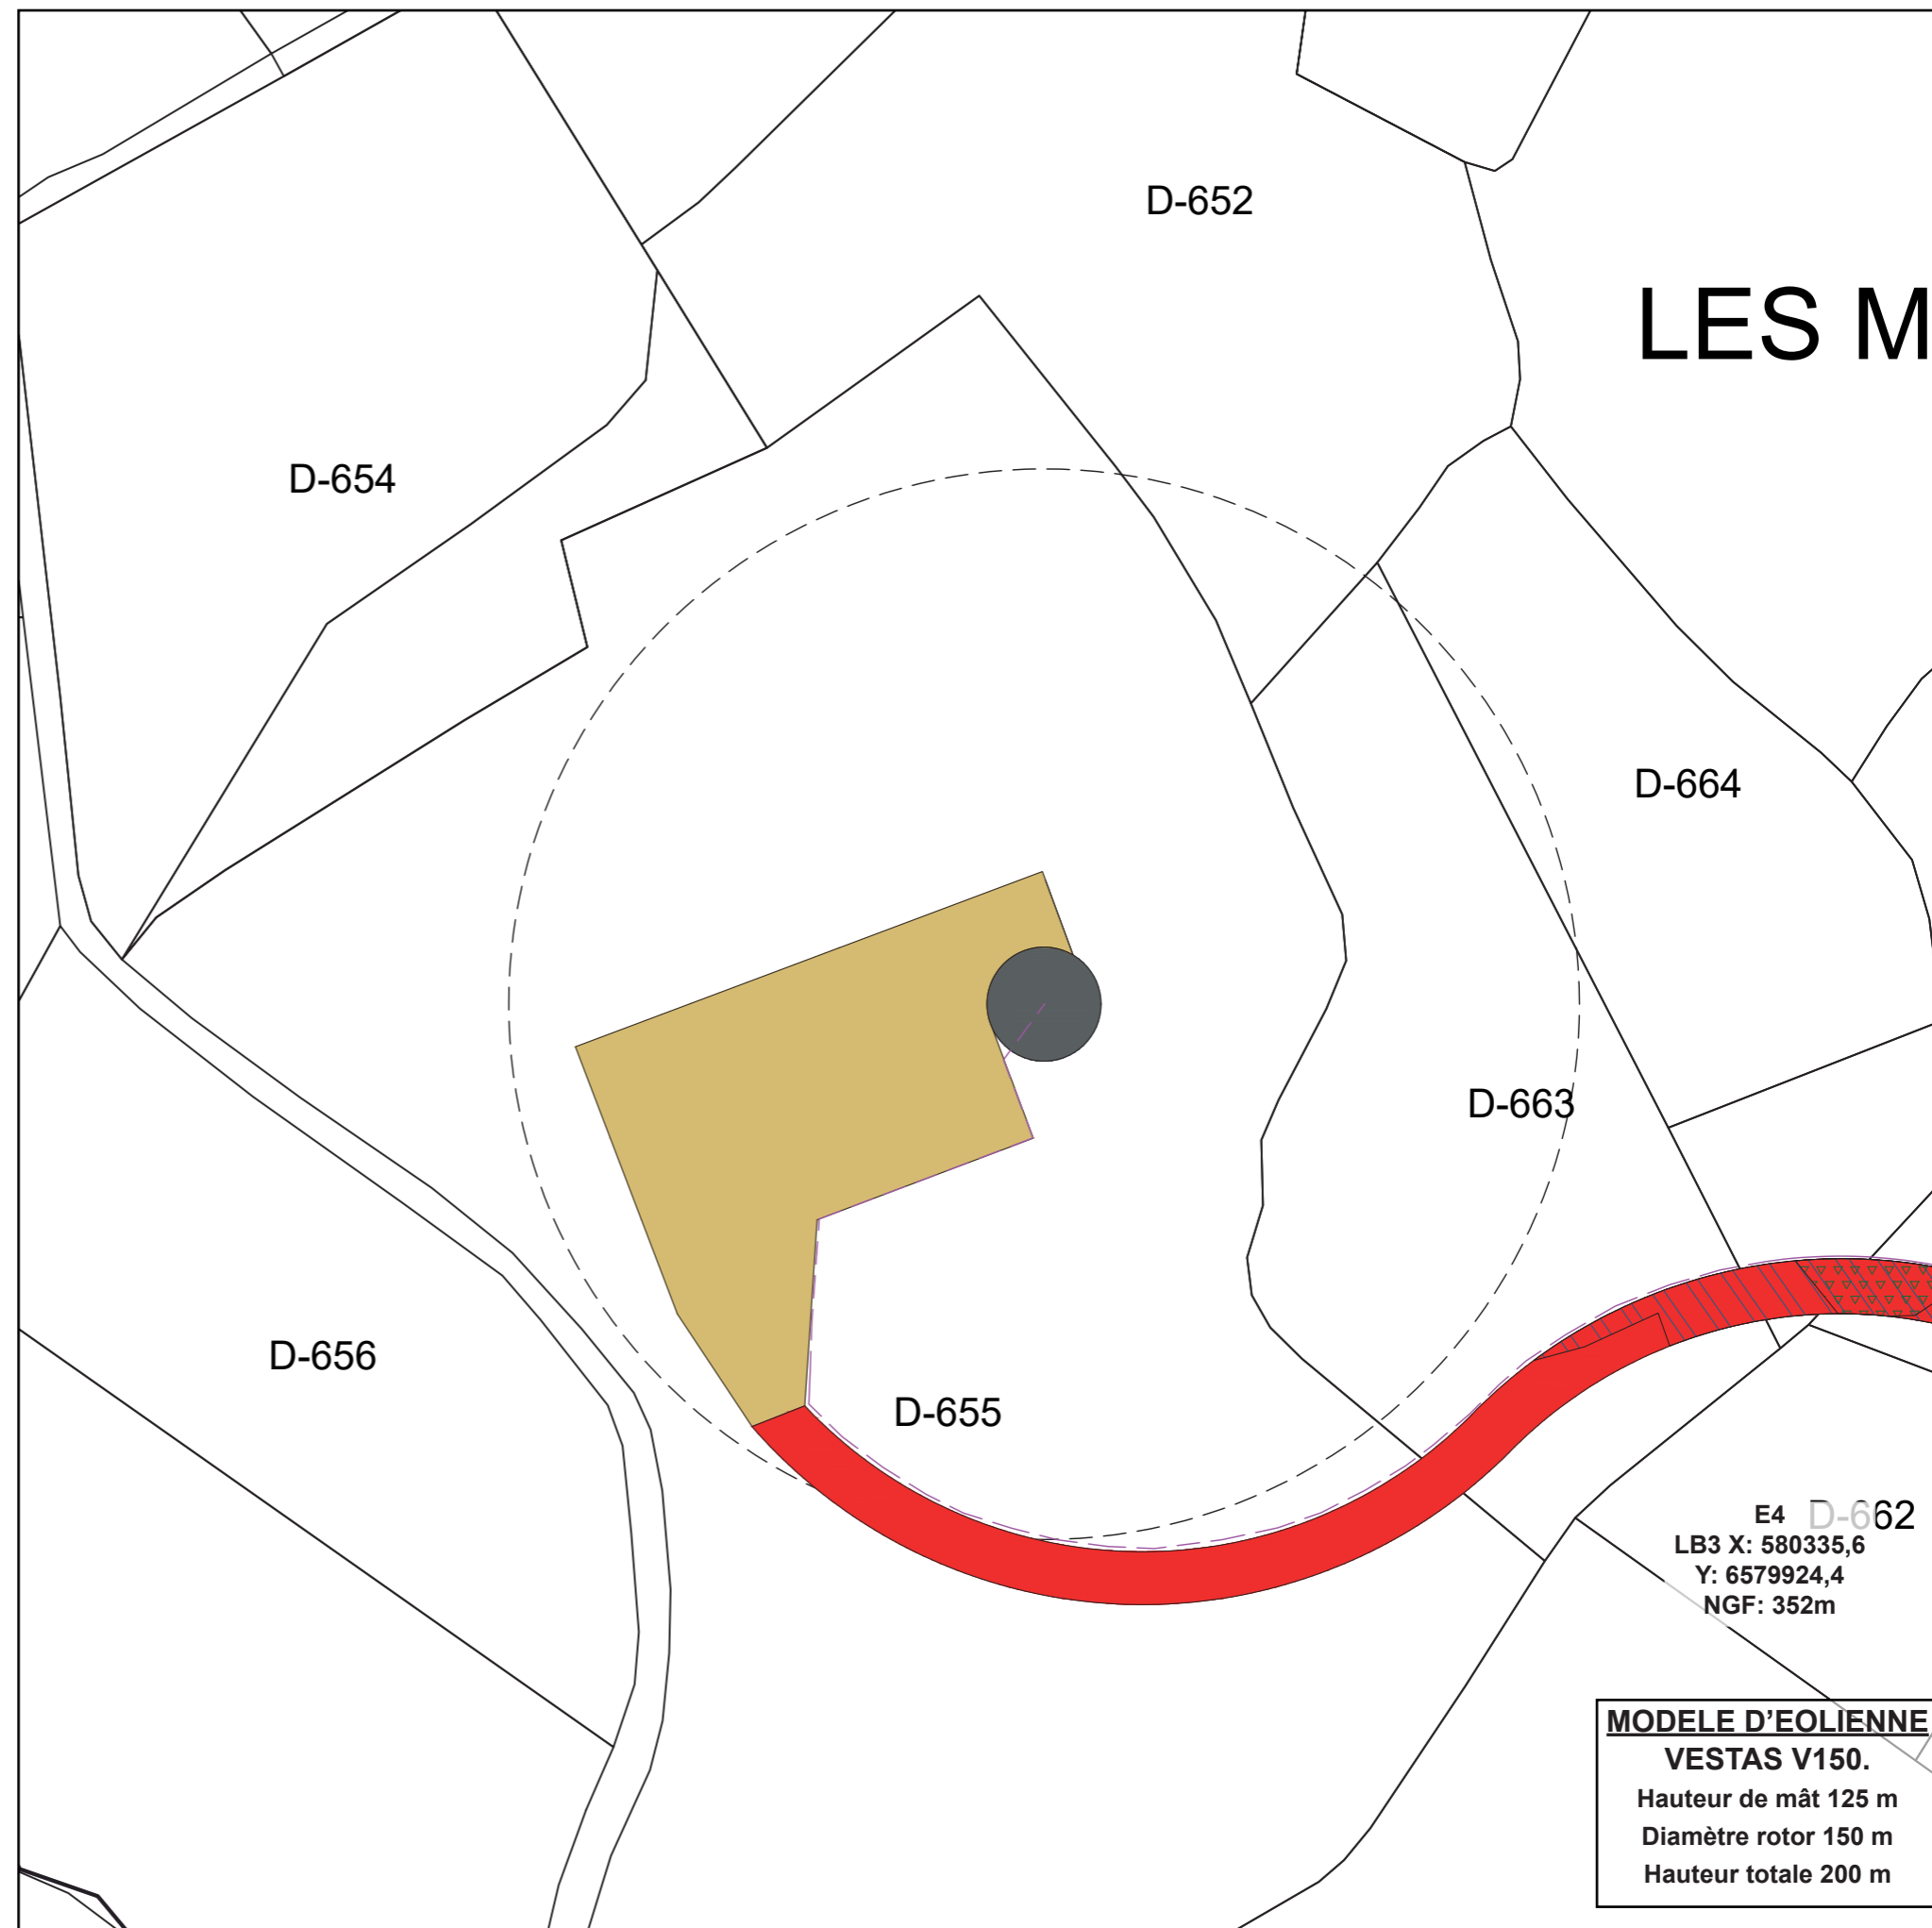 D-652
LES M
D-654
D-664
D-663
D-656
D-655
E4 D-662
LB3 X: 580335,6
Y: 6579924,4
NGF: 352m
MODELE D'EOLIENNE
VESTAS V150.
Hauteur de mât 125 m
Diamètre rotor 150 m
Hauteur totale 200 m